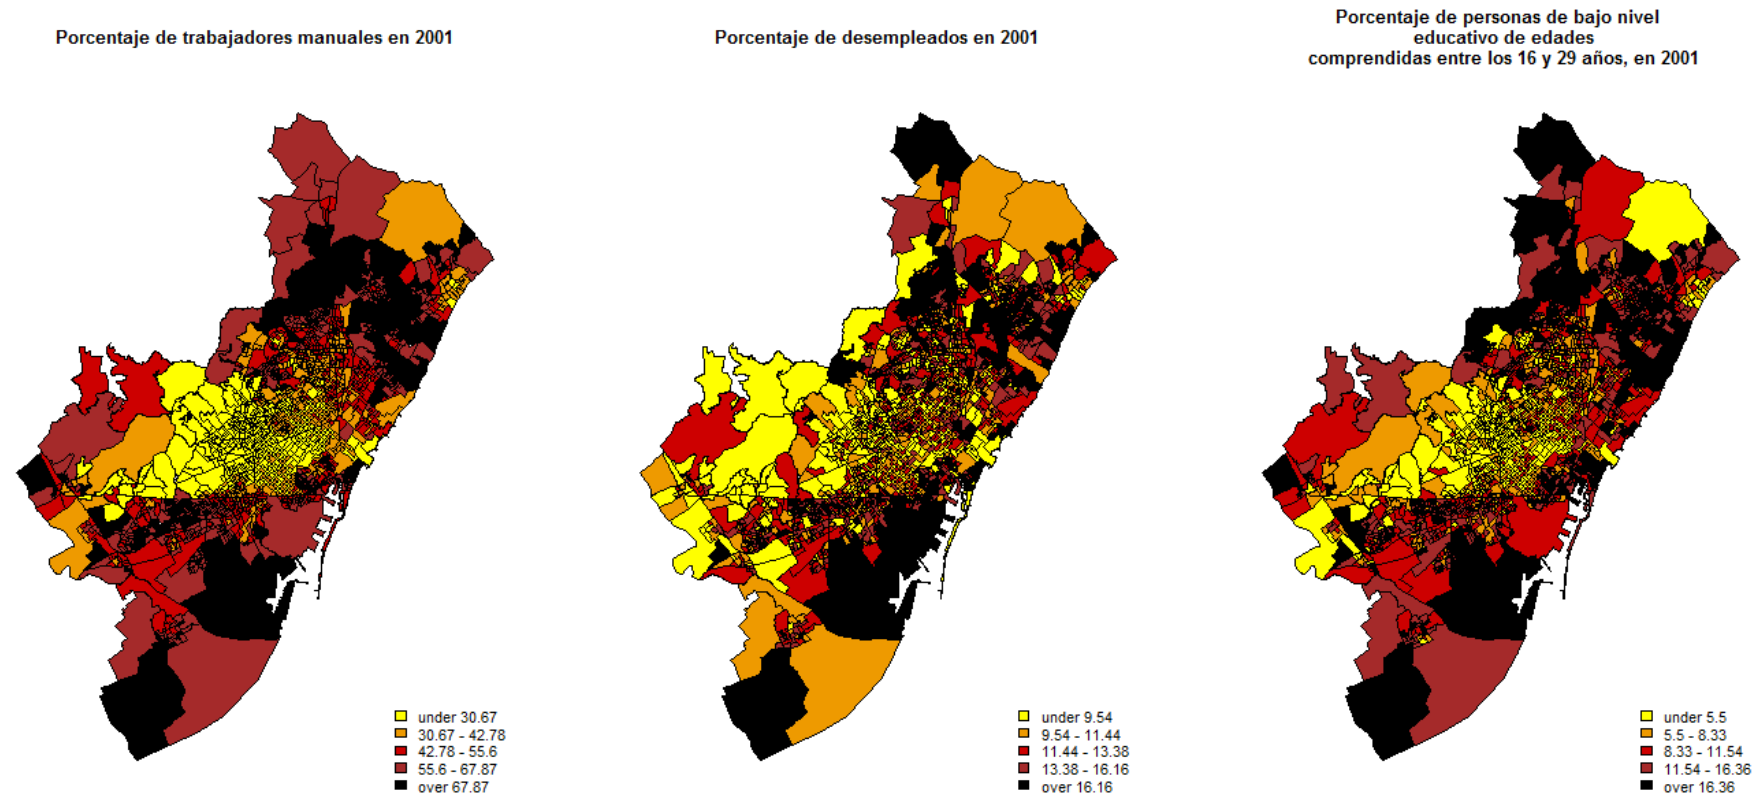 Porcentaje de trabajadores manuales en 2001
Porcentaje de desempleados en 2001
Porcentaje de personas de bajo nivel
educativo de edades
comprendidas entre los 16 y 29 años, en 2001
under 30.67
30.67 - 42.78
42.78 - 55.6
55.6 - 67.87
over 67.87
under 9.54
9.54 - 11.44
11.44 - 13.38
13.38 - 16.16
over 16.16
under 5.5
5.5 - 8.33
8.33 - 11.54
11.54 - 16.36
over 16.36